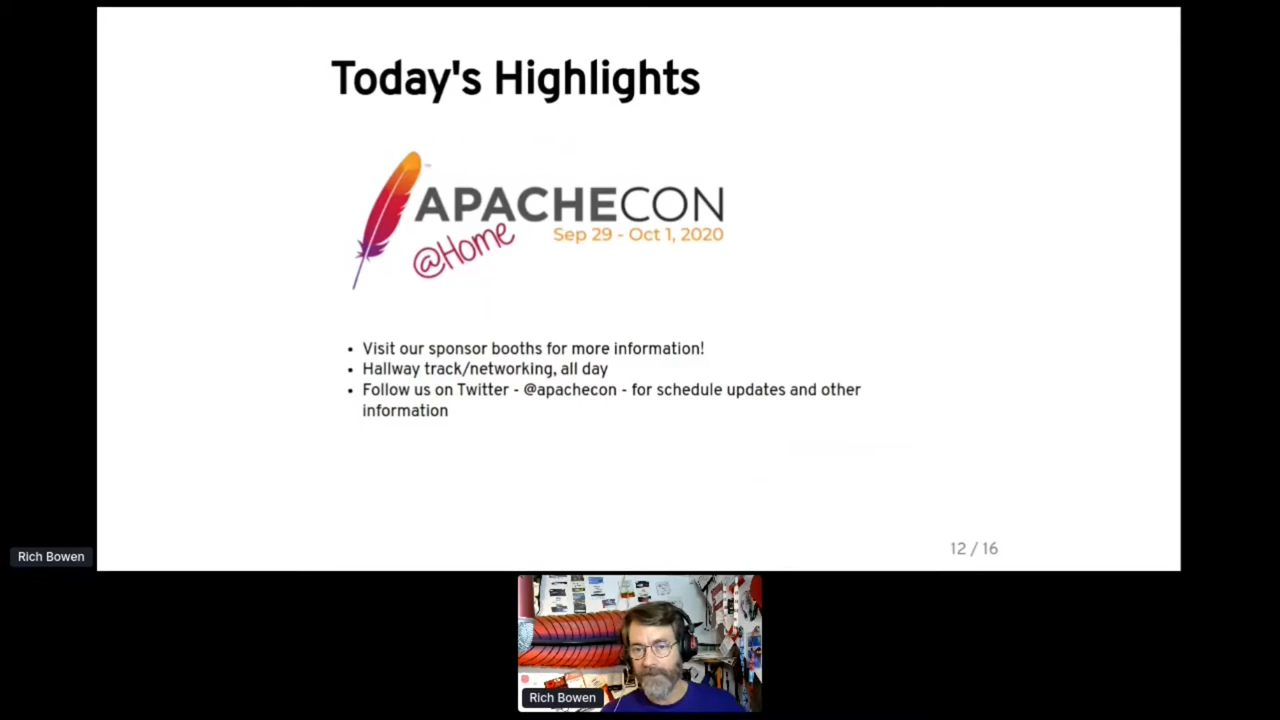 Today's Highlights
APACHECON
@Home
Sep 29 - Oct 1, 2020
• Visit our sponsor booths for more information!
• Hallway track/networking, all day
• Follow us on Twitter - @apachecon - for schedule updates and other
information
12 / 16
Rich Bowen
Rich Bowen